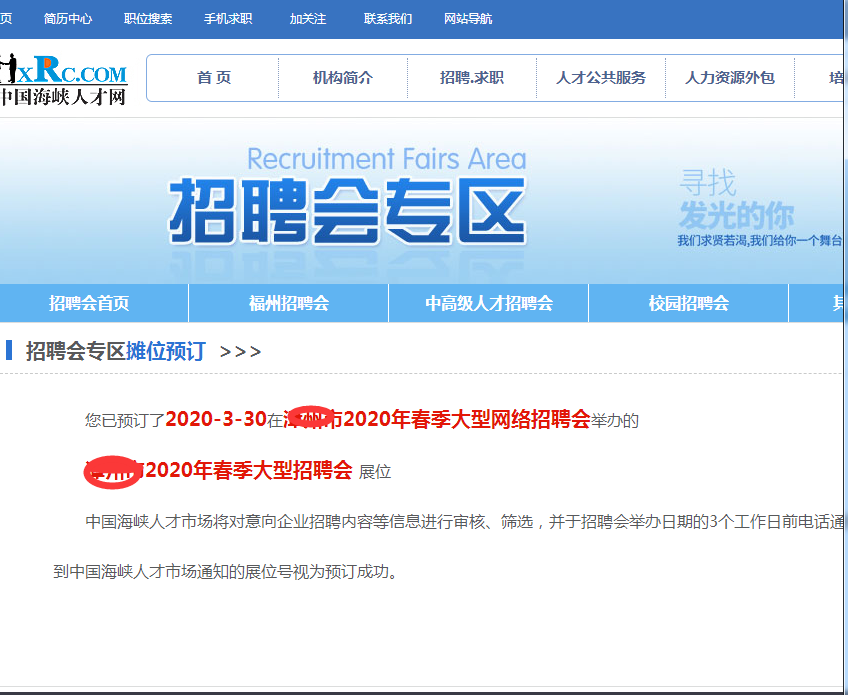 页 简历中心 职位搜索 手机求职 加关注 联系我们 网站导航
HxRc.COM
中国海峡人才网
首 页 机构简介 招聘.求职 人才公共服务 人力资源外包 培
Recruitment Fairs Area
招聘会专区
寻找
发光的你
我们求贤若渴,我们给你一个舞台
招聘会首页 福州招聘会 中高级人才招聘会 校园招聘会 其
招聘会专区摊位预订 >>>
您已预订了2020-3-30在市2020年春季大型网络招聘会举办的
2020年春季大型招聘会 展位
中国海峡人才市场将对意向企业招聘内容等信息进行审核、筛选，并于招聘会举办日期的3个工作日前电话通
到中国海峡人才市场通知的展位号视为预订成功。